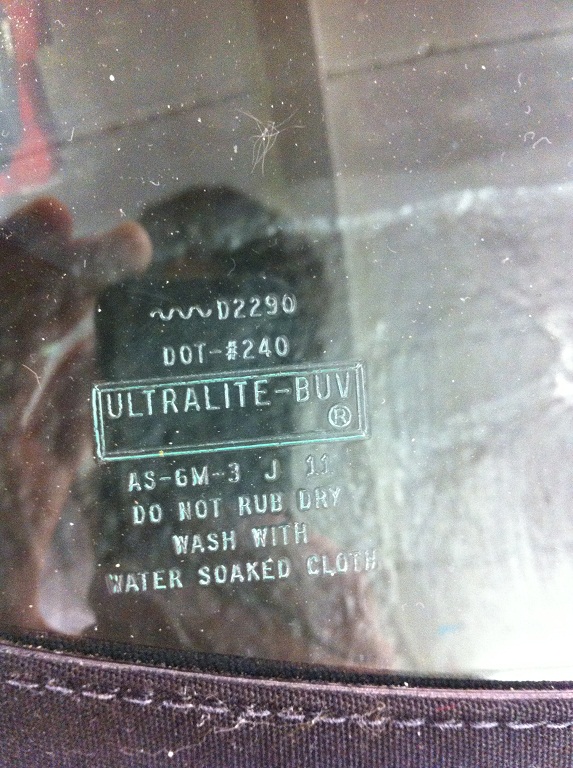 D2290
DOT-#240
ULTRALITE-BUV
®
AS-6M-3 J 11
DO NOT RUB DRY
WASH WITH
WATER SOAKED CLOTH